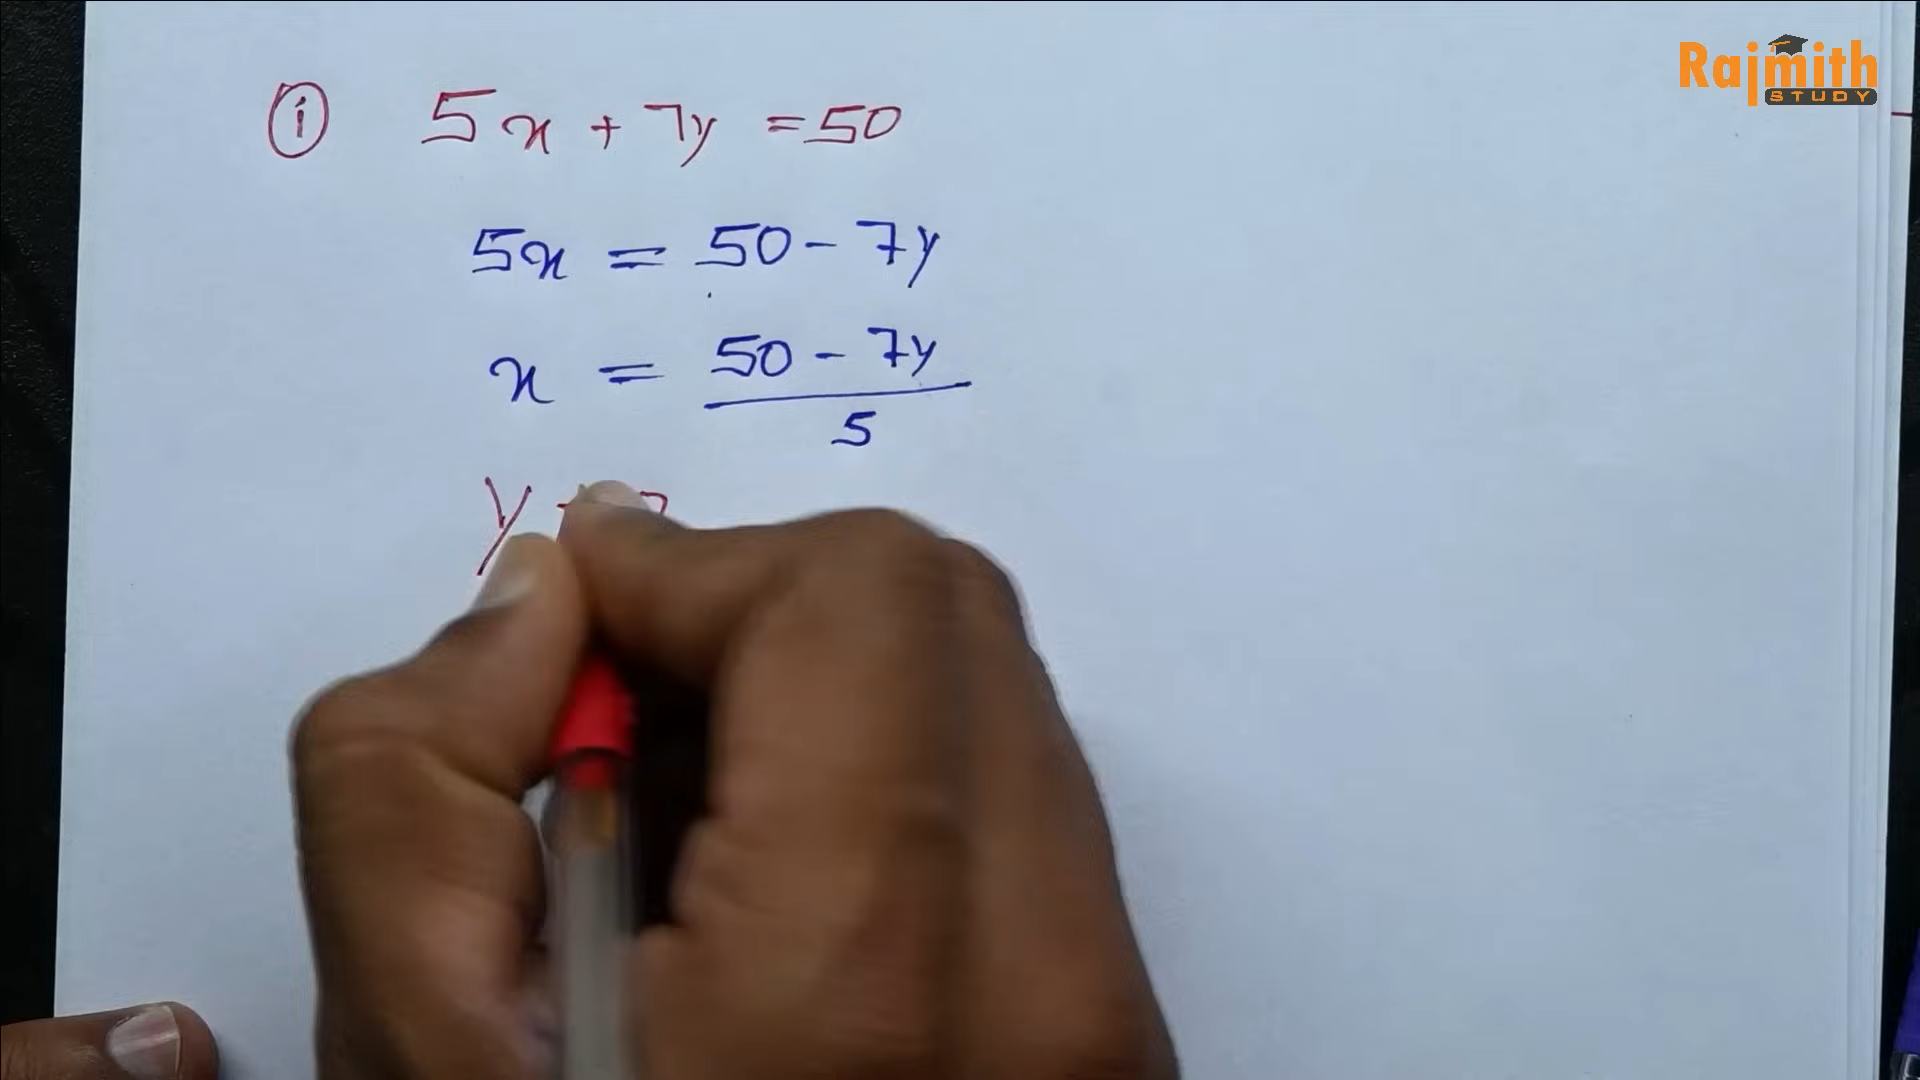 Rajmith
STUDY
i 5x + 7y = 50
5x = 50 - 7y
x = 50 - 7y
5
y